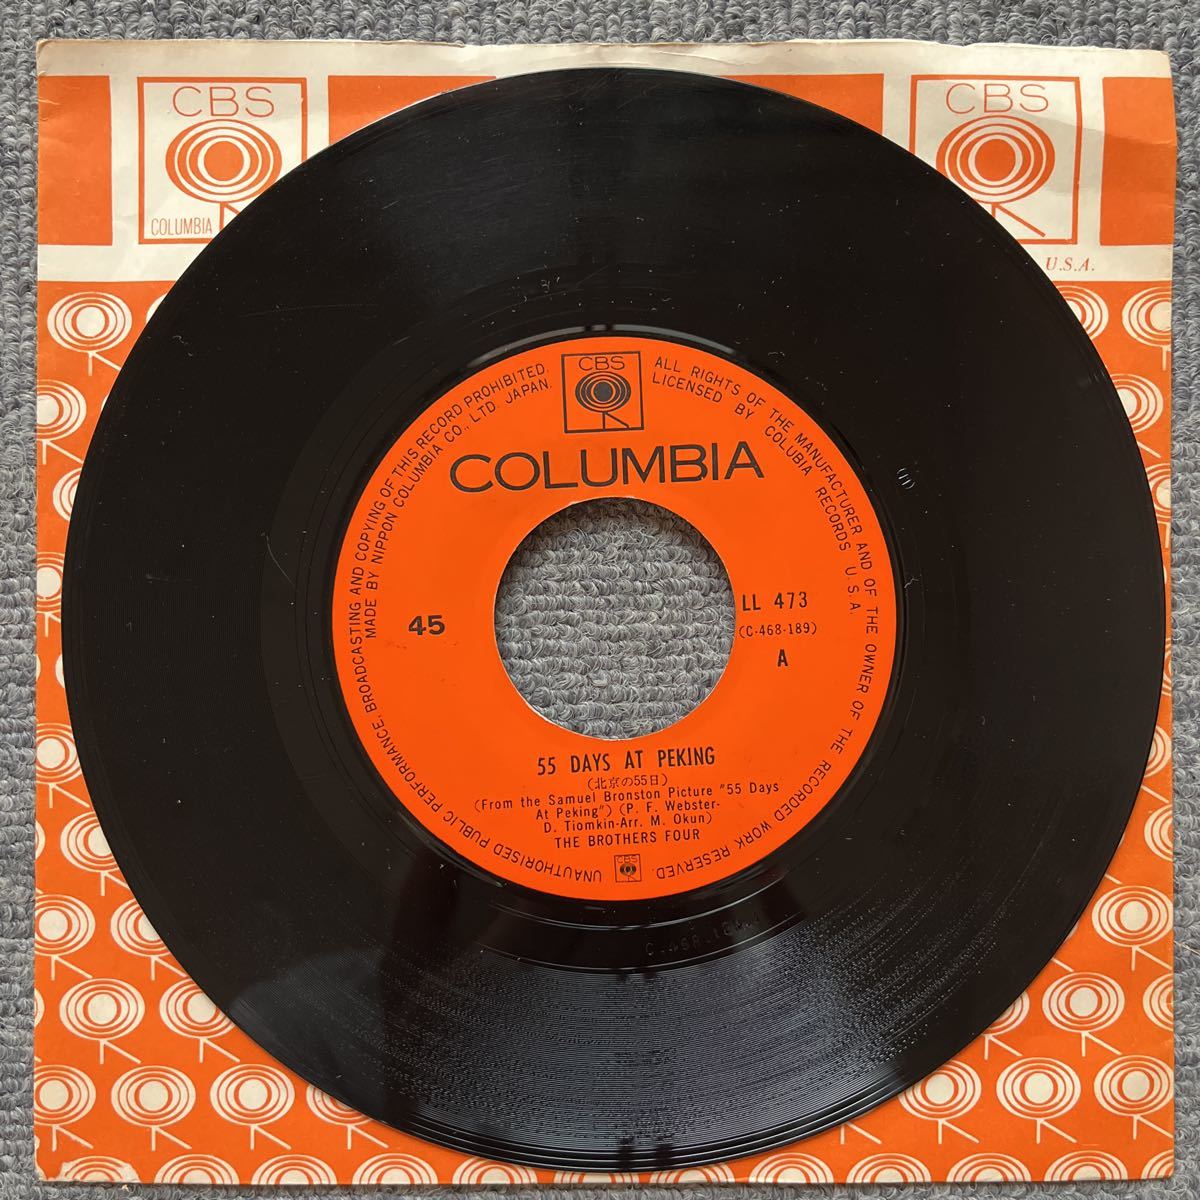 CBS
COLUMBIA
CBS
U.S.A.
CBS
COLUMBIA
ALL RIGHTS OF THE MANUFACTURER AND OF THE OWNER OF THE RECORDED WORK RESERVED.
LICENSED BY COLUBIA RECORDS U.S.A.
UNAUTHORISED PUBLIC PERFORMANCE. BROADCASTING AND COPYING OF THIS RECORD PROHIBITED.
MADE BY NIPPON COLUMBIA CO., LTD. JAPAN.
45
LL 473
(C-468-189)
A
55 DAYS AT PEKING
(北京の55日)
(From the Samuel Bronston Picture "55 Days
At Peking") (P. F. Webster-
D. Tiomkin-Arr. M. Okun)
THE BROTHERS FOUR
CBS